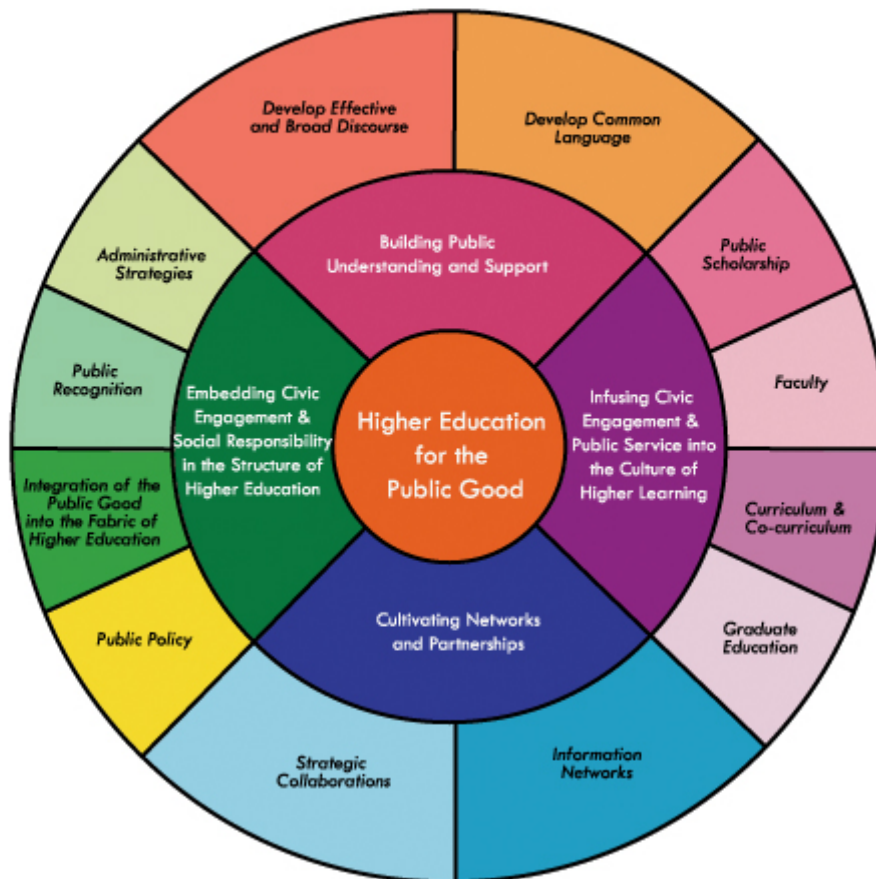 Develop Effective
and Broad Discourse
Develop Common
Language
Administrative
Strategies
Building Public
Understanding and Support
Public
Scholarship
Public
Recognition
Embedding Civic
Engagement &
Social Responsibility
in the Structure of
Higher Education
Higher Education
for the
Public Good
Infusing Civic
Engagement &
Public Service into
the Culture of
Higher Learning
Faculty
Integration of the
Public Good
into the Fabric of
Higher Education
Curriculum &
Co-curriculum
Public Policy
Cultivating Networks
and Partnerships
Graduate
Education
Strategic
Collaborations
Information
Networks